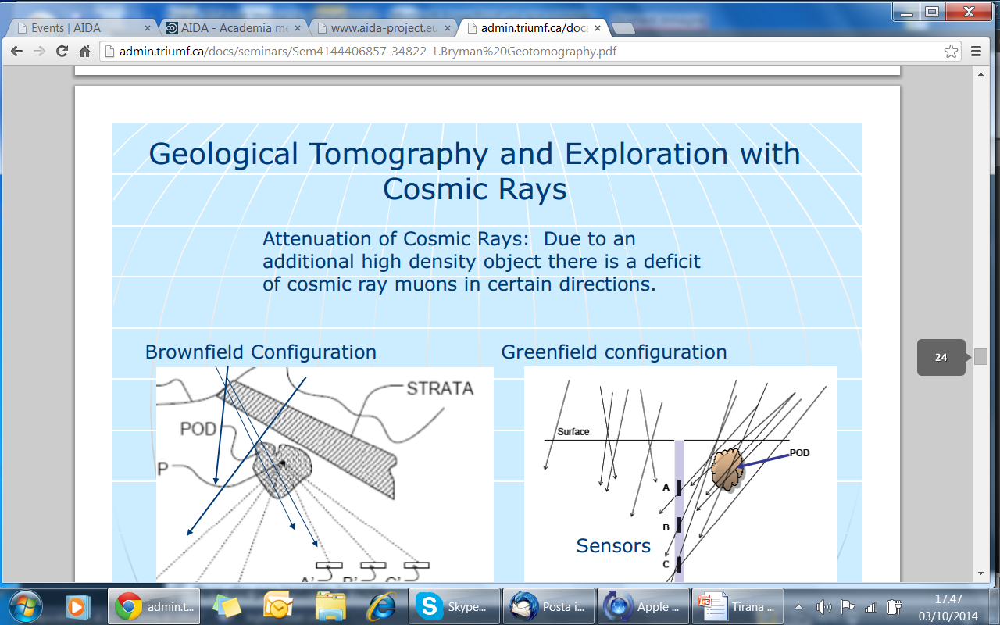 Events | AIDA
AIDA - Academia me
www.aida-project.eu
admin.triumf.ca/docs
admin.triumf.ca/docs/seminars/Sem4144406857-34822-1.Bryman%20Geotomography.pdf
Geological Tomography and Exploration with
Cosmic Rays
Attenuation of Cosmic Rays: Due to an
additional high density object there is a deficit
of cosmic ray muons in certain directions.
Brownfield Configuration
Greenfield configuration
STRATA
POD
P
A'
B'
C'
Surface
POD
A
B
C
Sensors
24
admin.t...
Skype...
Posta i...
Apple ...
Tirana ...
17.47
03/10/2014